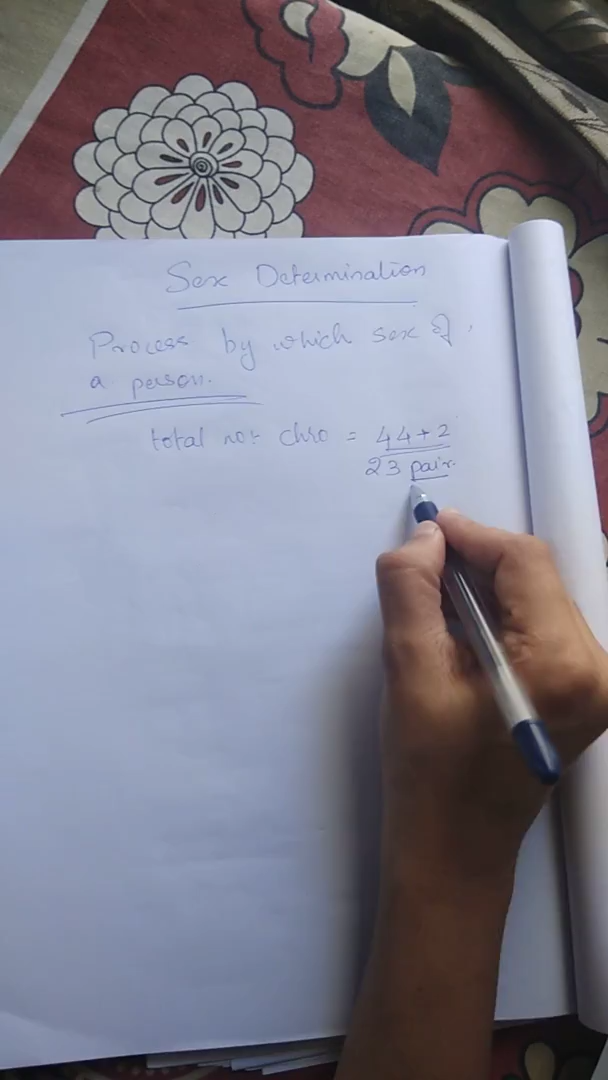 Sex Determination
Process by which sex of
a person.
total no:- chro = 44+2
23 pair.